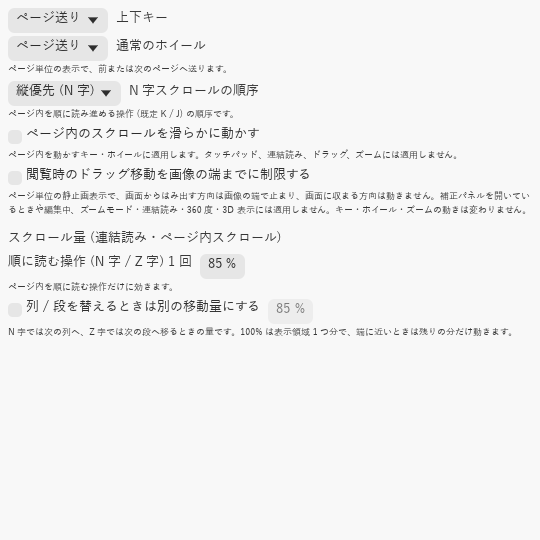 ページ送り 上下キー
ページ送り 通常のホイール
ページ単位の表示で、前または次のページへ送ります。
縦優先 (N 字) N 字スクロールの順序
ページ内を順に読み進める操作 (既定 K / J) の順序です。
ページ内のスクロールを滑らかに動かす
ページ内を動かすキー・ホイールに適用します。タッチパッド、連結読み、ドラッグ、ズームには適用しません。
閲覧時のドラッグ移動を画像の端までに制限する
ページ単位の静止画表示で、画面からはみ出す方向は画像の端で止まり、画面に収まる方向は動きません。補正パネルを開いてい
るときや編集中、ズームモード・連結読み・360 度・3D 表示には適用しません。キー・ホイール・ズームの動きは変わりません。
スクロール量 (連結読み・ページ内スクロール)
順に読む操作 (N 字 / Z 字) 1 回 85 %
ページ内を順に読む操作だけに効きます。
列 / 段を替えるときは別の移動量にする 85 %
N 字では次の列へ、Z 字では次の段へ移るときの量です。100% は表示領域 1 つ分で、端に近いときは残りの分だけ動きます。